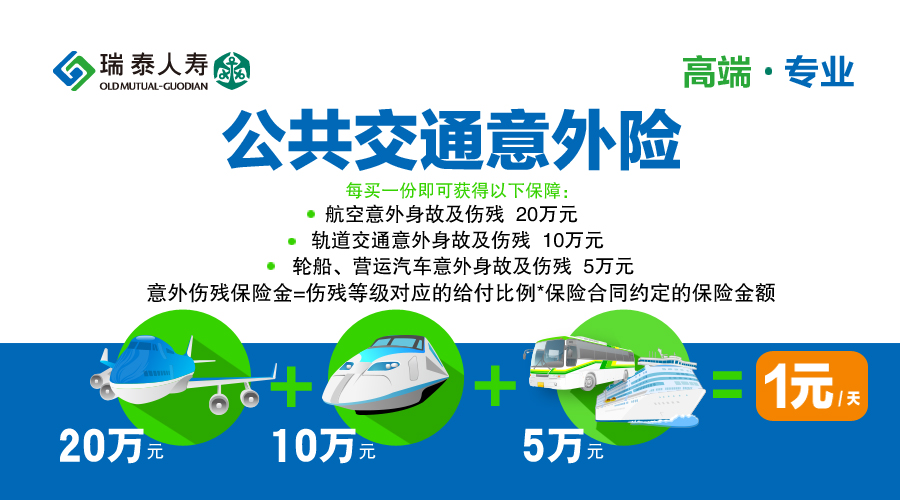 瑞泰人寿
OLDMUTUAL-GUODIAN
高端·专业
公共交通意外险
每买一份即可获得以下保障：
航空意外身故及伤残 20万元
轨道交通意外身故及伤残 10万元
轮船、营运汽车意外身故及伤残 5万元
意外伤残保险金=伤残等级对应的给付比例*保险合同约定的保险金额
20万元 + 10万元 + 5万元 = 1元/天